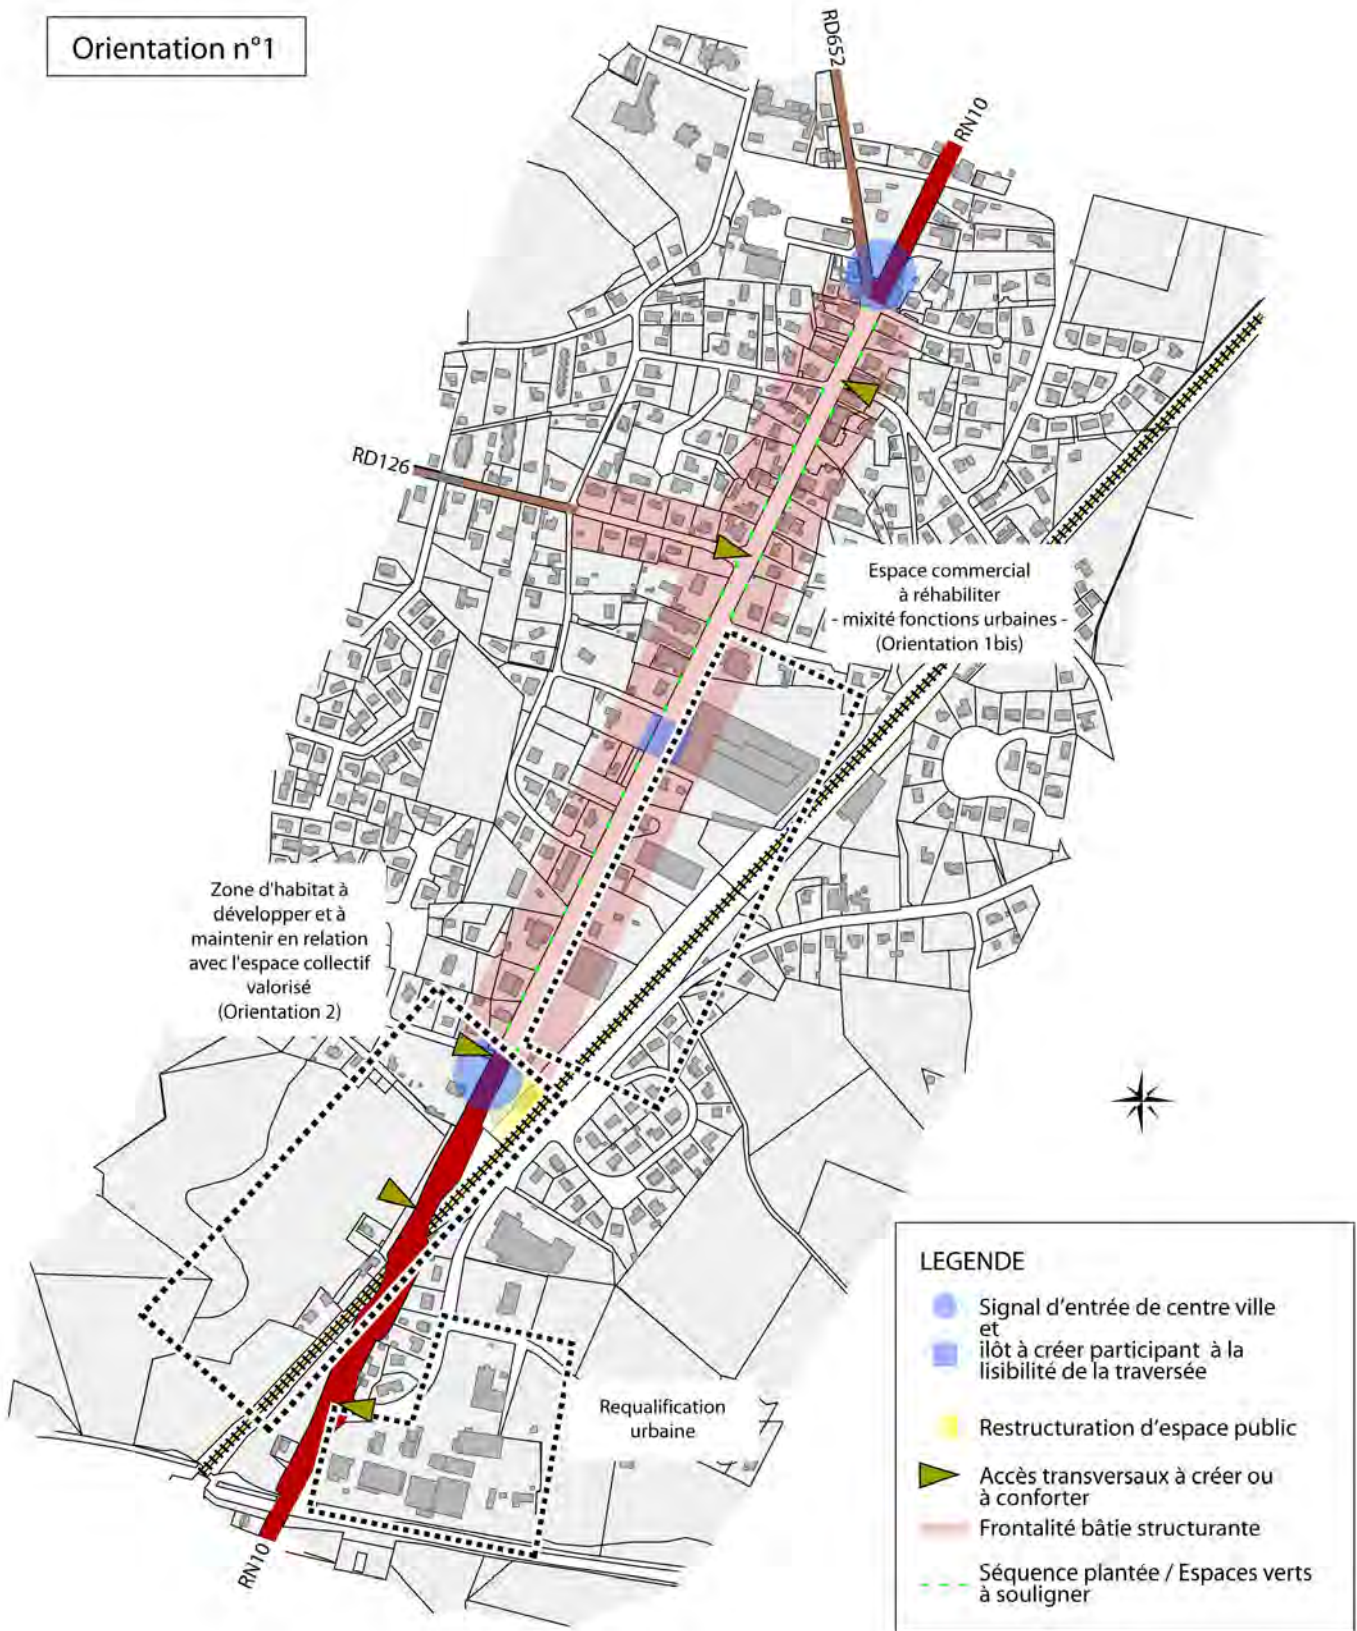 Orientation n°1
RD652
RN10
RD126
Espace commercial
à réhabiliter
- mixité fonctions urbaines -
(Orientation 1bis)
Zone d'habitat à
développer et à
maintenir en relation
avec l'espace collectif
valorisé
(Orientation 2)
Requalification
urbaine
RN10
LEGENDE
Signal d'entrée de centre ville
et
ilôt à créer participant à la
lisibilité de la traversée
Restructuration d'espace public
Accès transversaux à créer ou
à conforter
Frontalité bâtie structurante
Séquence plantée / Espaces verts
à souligner